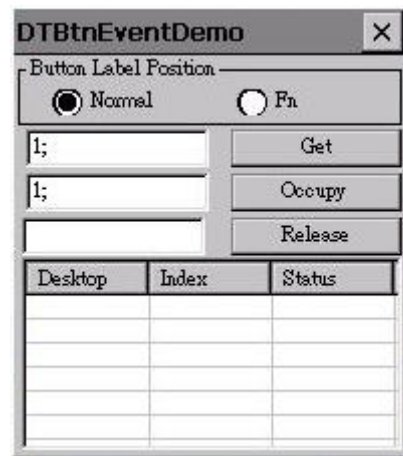 DTBtnEventDemo
Button Label Position
Normal Fn
1; Get
1; Occupy
Release
Desktop Index Status